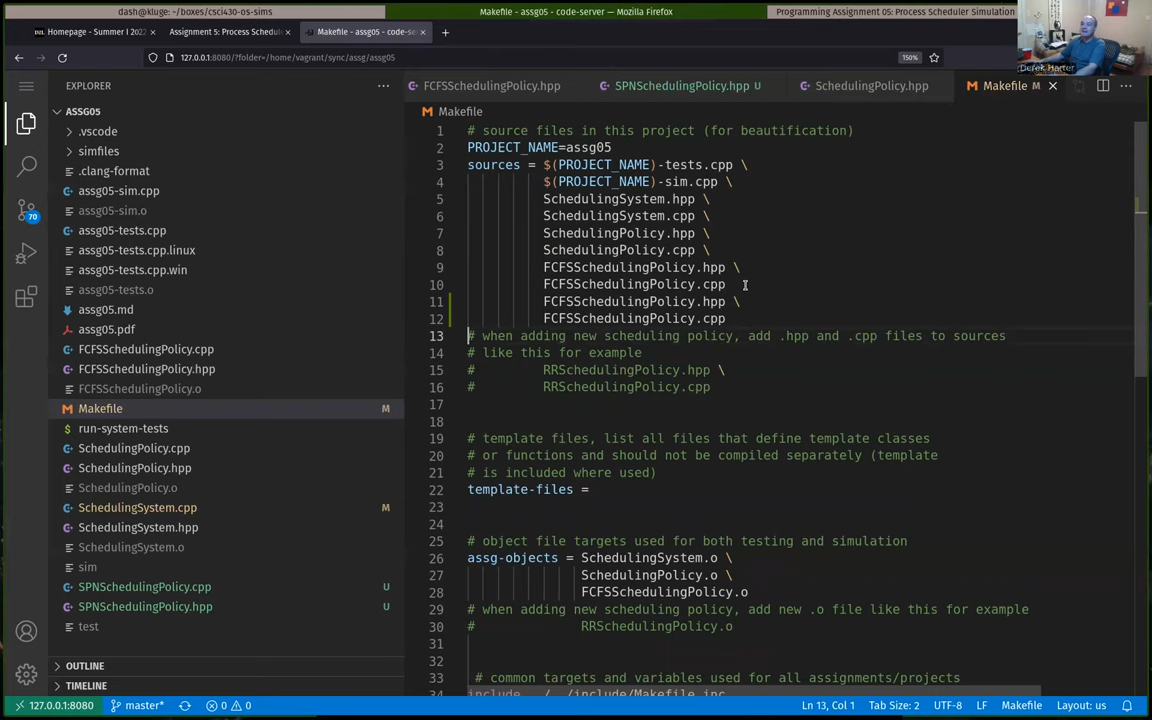 dash@kluge: ~/boxes/csci430-os-sims
Makefile - assg05 - code-server — Mozilla Firefox
Programming Assignment 05: Process Scheduler Simulation
Homepage - Summer I 2022
Assignment 5: Process Schedule
Makefile - assg05 - code-se
127.0.0.1:8080/?folder=/home/vagrant/sync/assg/assg05
150%
Derek Harter
EXPLORER
FCFSSchedulingPolicy.hpp
SPNSchedulingPolicy.hpp U
SchedulingPolicy.hpp
Makefile M
ASSG05
.vscode
simfiles
.clang-format
assg05-sim.cpp
assg05-sim.o
assg05-tests.cpp
assg05-tests.cpp.linux
assg05-tests.cpp.win
assg05-tests.o
assg05.md
assg05.pdf
FCFSSchedulingPolicy.cpp
FCFSSchedulingPolicy.hpp
FCFSSchedulingPolicy.o
Makefile M
run-system-tests
SchedulingPolicy.cpp
SchedulingPolicy.hpp
SchedulingPolicy.o
SchedulingSystem.cpp M
SchedulingSystem.hpp
SchedulingSystem.o
sim
SPNSchedulingPolicy.cpp U
SPNSchedulingPolicy.hpp U
test
OUTLINE
TIMELINE
70
Makefile
1 # source files in this project (for beautification)
2 PROJECT_NAME=assg05
3 sources = $(PROJECT_NAME)-tests.cpp \
4 $(PROJECT_NAME)-sim.cpp \
5 SchedulingSystem.hpp \
6 SchedulingSystem.cpp \
7 SchedulingPolicy.hpp \
8 SchedulingPolicy.cpp \
9 FCFSSchedulingPolicy.hpp \
10 FCFSSchedulingPolicy.cpp
11 FCFSSchedulingPolicy.hpp \
12 FCFSSchedulingPolicy.cpp
13 # when adding new scheduling policy, add .hpp and .cpp files to sources
14 # like this for example
15 # RRSchedulingPolicy.hpp \
16 # RRSchedulingPolicy.cpp
17
18
19 # template files, list all files that define template classes
20 # or functions and should not be compiled separately (template
21 # is included where used)
22 template-files =
23
24
25 # object file targets used for both testing and simulation
26 assg-objects = SchedulingSystem.o \
27 SchedulingPolicy.o \
28 FCFSSchedulingPolicy.o
29 # when adding new scheduling policy, add new .o file like this for example
30 # RRSchedulingPolicy.o
31
32
33 # common targets and variables used for all assignments/projects
34 include ../../include/Makefile.inc
127.0.0.1:8080
master*
0 0
Ln 13, Col 1
Tab Size: 2
UTF-8
LF
Makefile
Layout: us